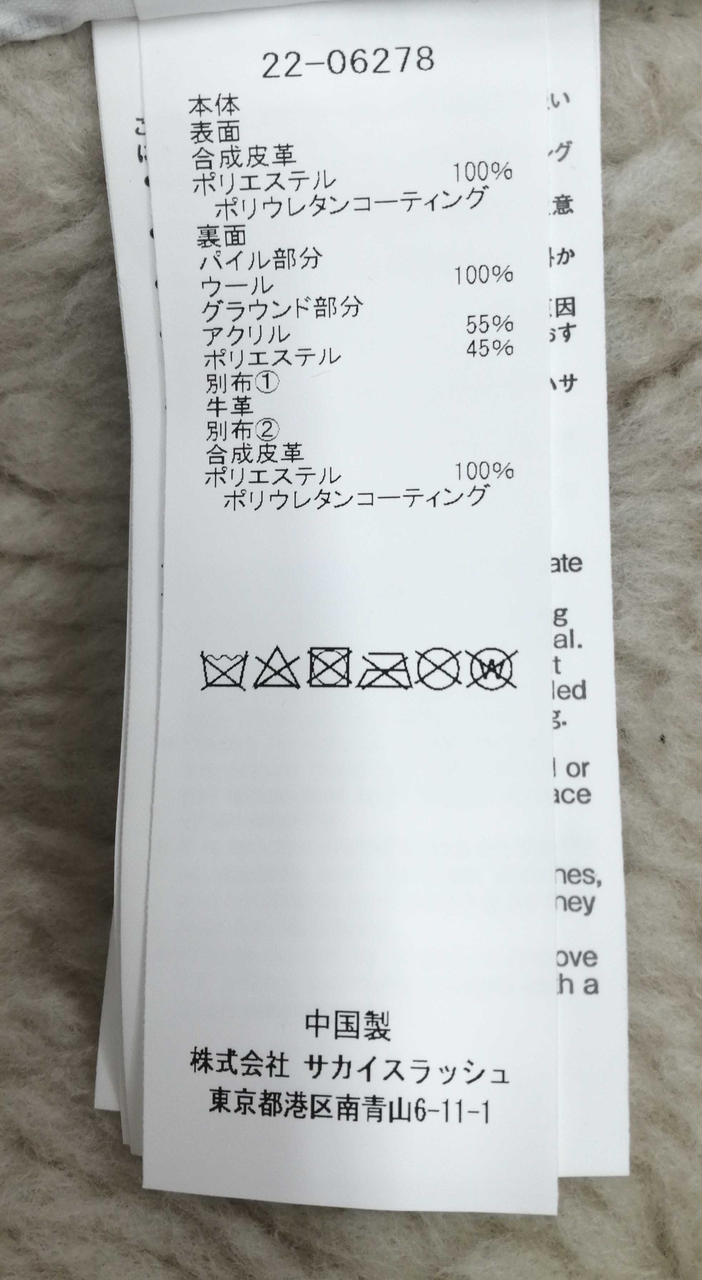 22-06278
本体
表面
合成皮革
ポリエステル 100%
ポリウレタンコーティング
裏面
パイル部分
ウール 100%
グラウンド部分
アクリル 55%
ポリエステル 45%
別布①
牛革
別布②
合成皮革
ポリエステル 100%
ポリウレタンコーティング
W
中国製
株式会社 サカイスラッシュ
東京都港区南青山6-11-1